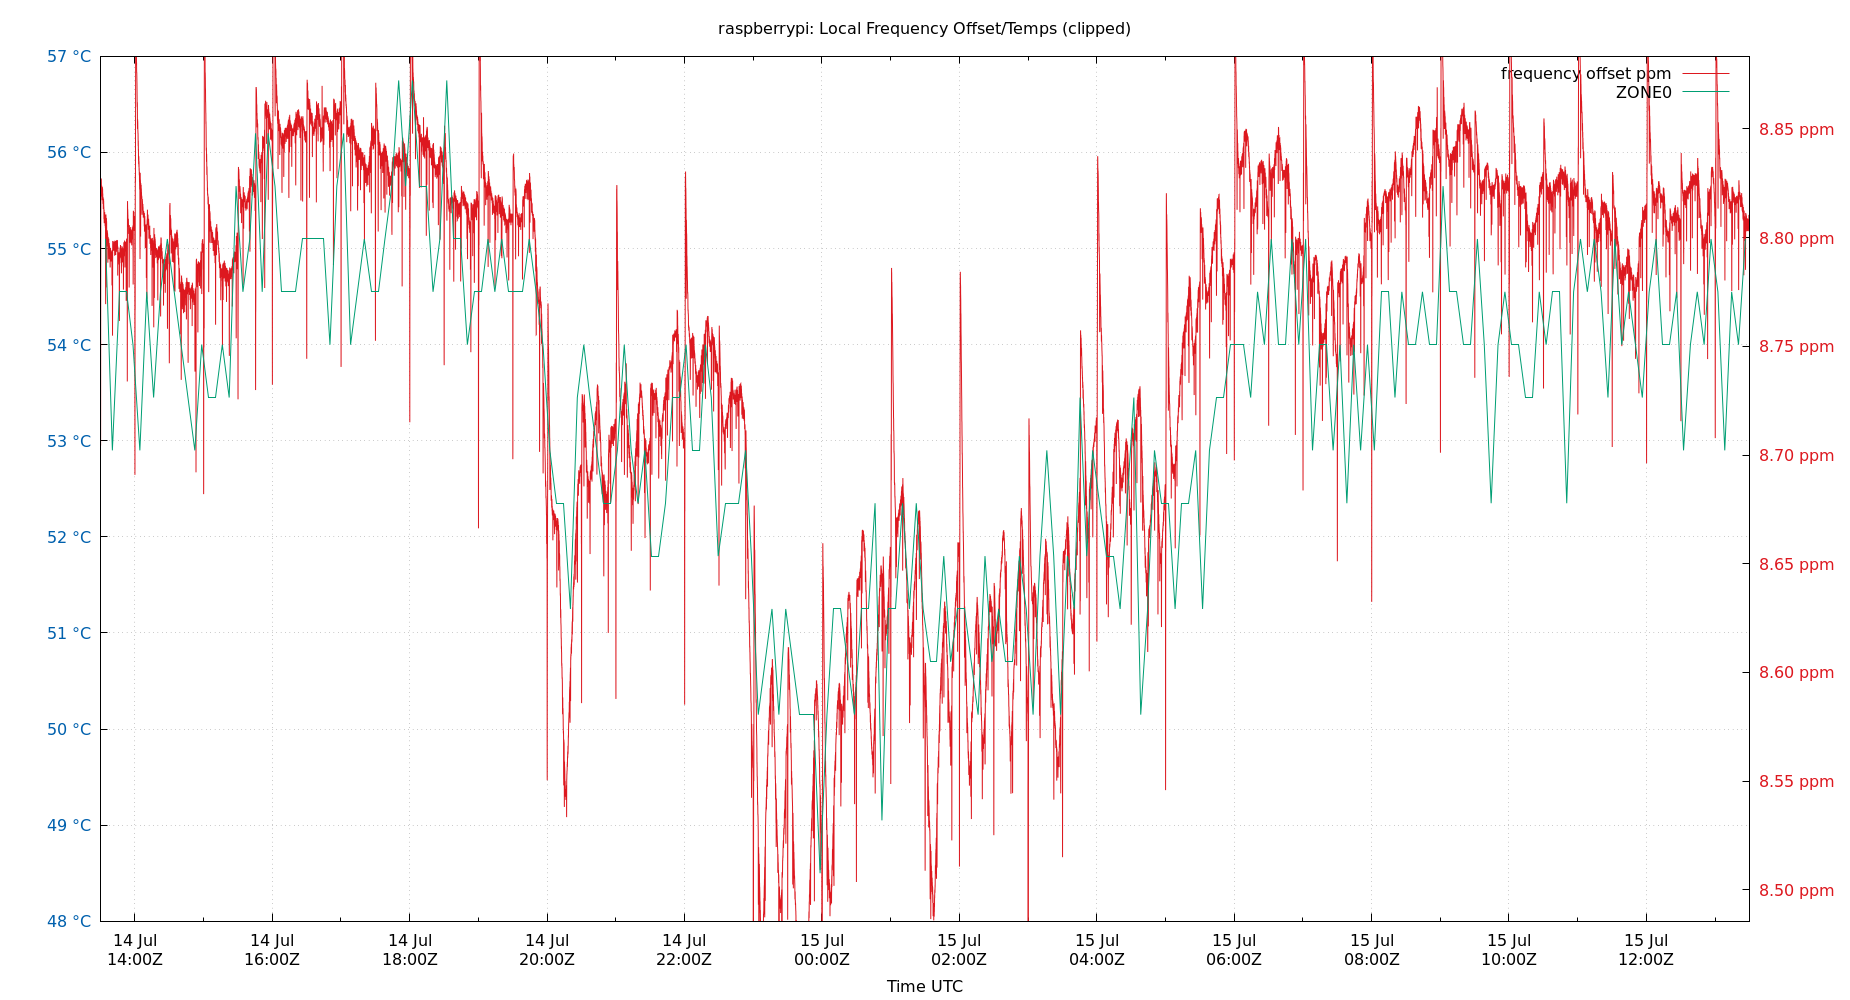 raspberrypi: Local Frequency Offset/Temps (clipped)
57 °C
56 °C
55 °C
54 °C
53 °C
52 °C
51 °C
50 °C
49 °C
48 °C
frequency offset ppm
ZONE0
8.85 ppm
8.80 ppm
8.75 ppm
8.70 ppm
8.65 ppm
8.60 ppm
8.55 ppm
8.50 ppm
14 Jul 14 Jul 14 Jul 14 Jul 14 Jul 15 Jul 15 Jul 15 Jul 15 Jul 15 Jul 15 Jul 15 Jul
14:00Z 16:00Z 18:00Z 20:00Z 22:00Z 00:00Z 02:00Z 04:00Z 06:00Z 08:00Z 10:00Z 12:00Z
Time UTC